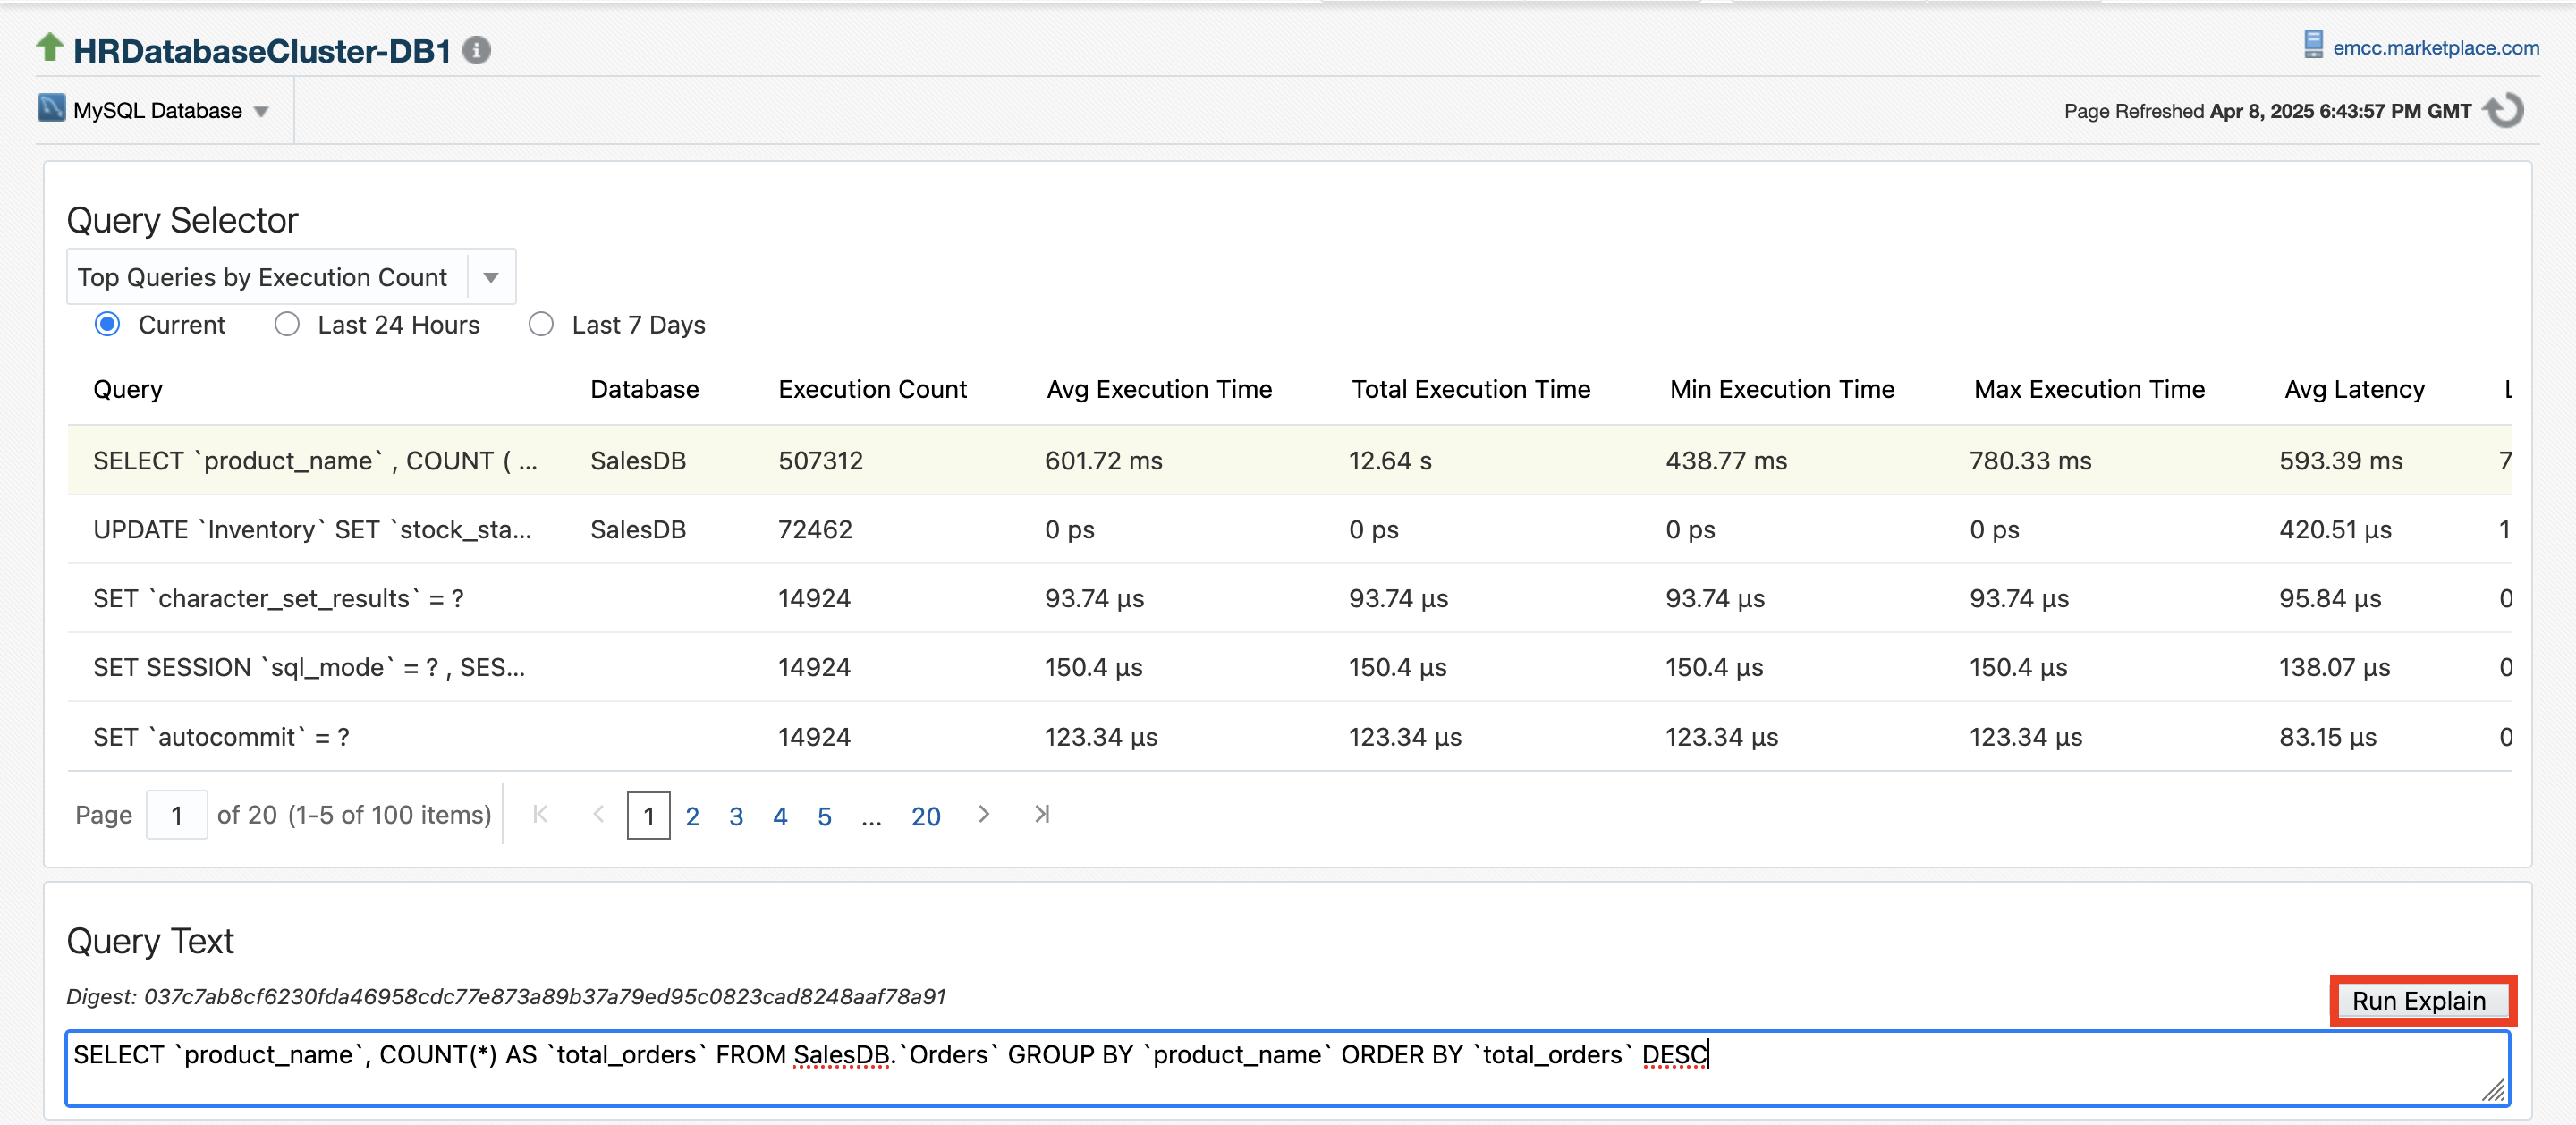 HRDatabaseCluster-DB1
emcc.marketplace.com
MySQL Database
Page Refreshed Apr 8, 2025 6:43:57 PM GMT
Query Selector
Top Queries by Execution Count
Current Last 24 Hours Last 7 Days
Query Database Execution Count Avg Execution Time Total Execution Time Min Execution Time Max Execution Time Avg Latency
SELECT `product_name` , COUNT ( ... SalesDB 507312 601.72 ms 12.64 s 438.77 ms 780.33 ms 593.39 ms 7
UPDATE `Inventory` SET `stock_sta... SalesDB 72462 0 ps 0 ps 0 ps 0 ps 420.51 µs 1
SET `character_set_results` = ? 14924 93.74 µs 93.74 µs 93.74 µs 93.74 µs 95.84 µs 0
SET SESSION `sql_mode` = ? , SES... 14924 150.4 µs 150.4 µs 150.4 µs 150.4 µs 138.07 µs 0
SET `autocommit` = ? 14924 123.34 µs 123.34 µs 123.34 µs 123.34 µs 83.15 µs 0
Page 1 of 20 (1-5 of 100 items) 1 2 3 4 5 ... 20
Query Text
Digest: 037c7ab8cf6230fda46958cdc77e873a89b37a79ed95c0823cad8248aaf78a91
Run Explain
SELECT `product_name`, COUNT(*) AS `total_orders` FROM SalesDB.`Orders` GROUP BY `product_name` ORDER BY `total_orders` DESC